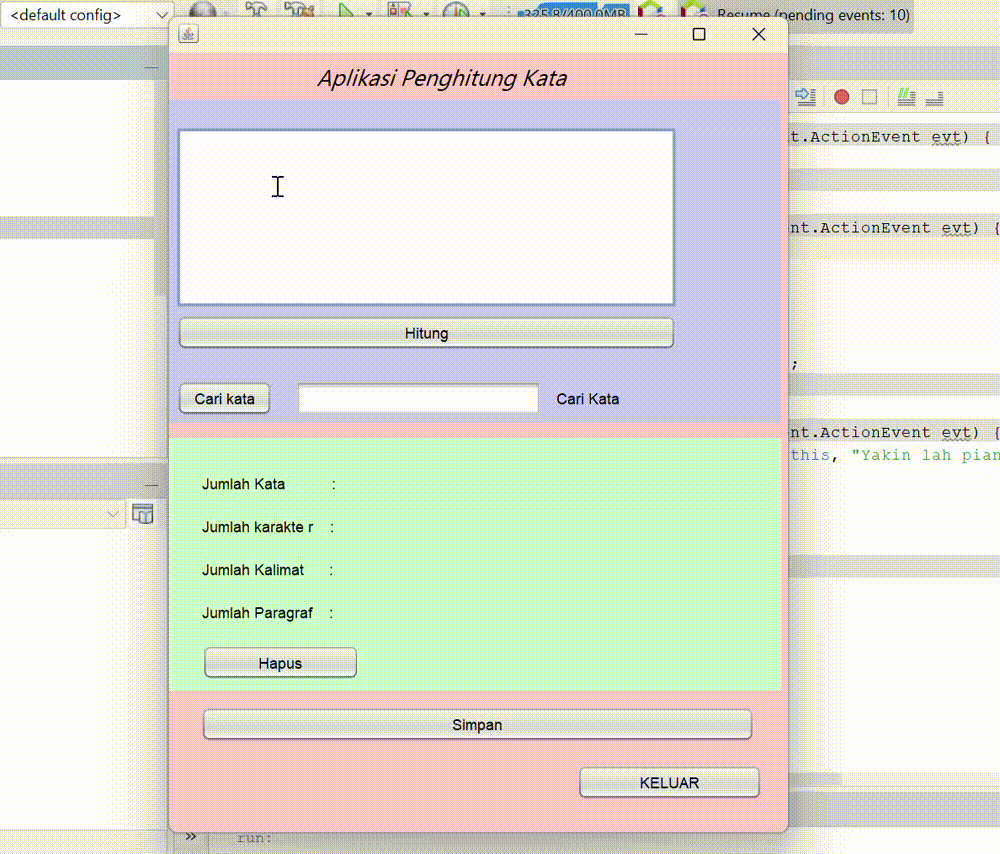 <default config>
325.8/400.0MB
Resume (pending events: 10)
Aplikasi Penghitung Kata
t.ActionEvent evt) {
nt.ActionEvent evt) {
Hitung
;
Cari kata
Cari Kata
nt.ActionEvent evt) {
this, "Yakin lah pian
Jumlah Kata :
Jumlah karakte r :
Jumlah Kalimat :
Jumlah Paragraf :
Hapus
Simpan
KELUAR
»
run: